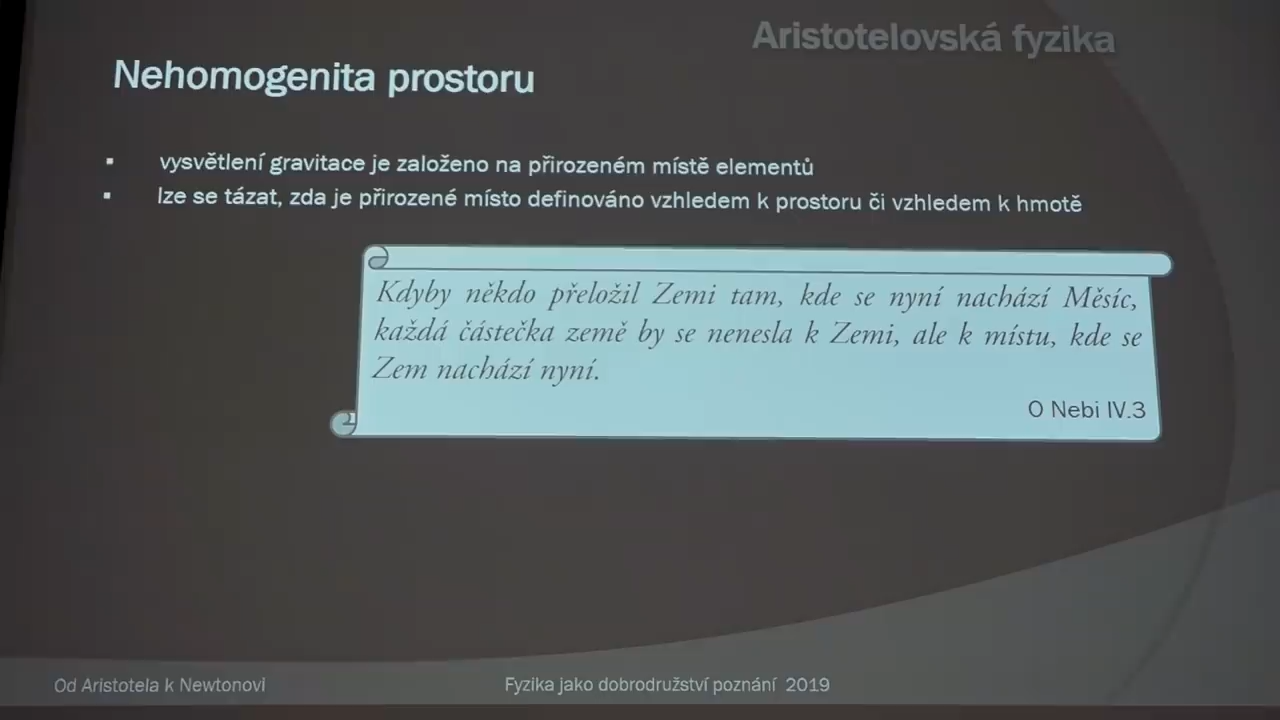 Aristotelovská fyzika
Nehomogenita prostoru
▪ vysvětlení gravitace je založeno na přirozeném místě elementů
▪ lze se tázat, zda je přirozené místo definováno vzhledem k prostoru či vzhledem k hmotě
Kdyby někdo přeložil Zemi tam, kde se nyní nachází Měsíc,
každá částečka země by se nenesla k Zemi, ale k místu, kde se
Zem nachází nyní.
O Nebi IV.3
Od Aristotela k Newtonovi
Fyzika jako dobrodružství poznání 2019